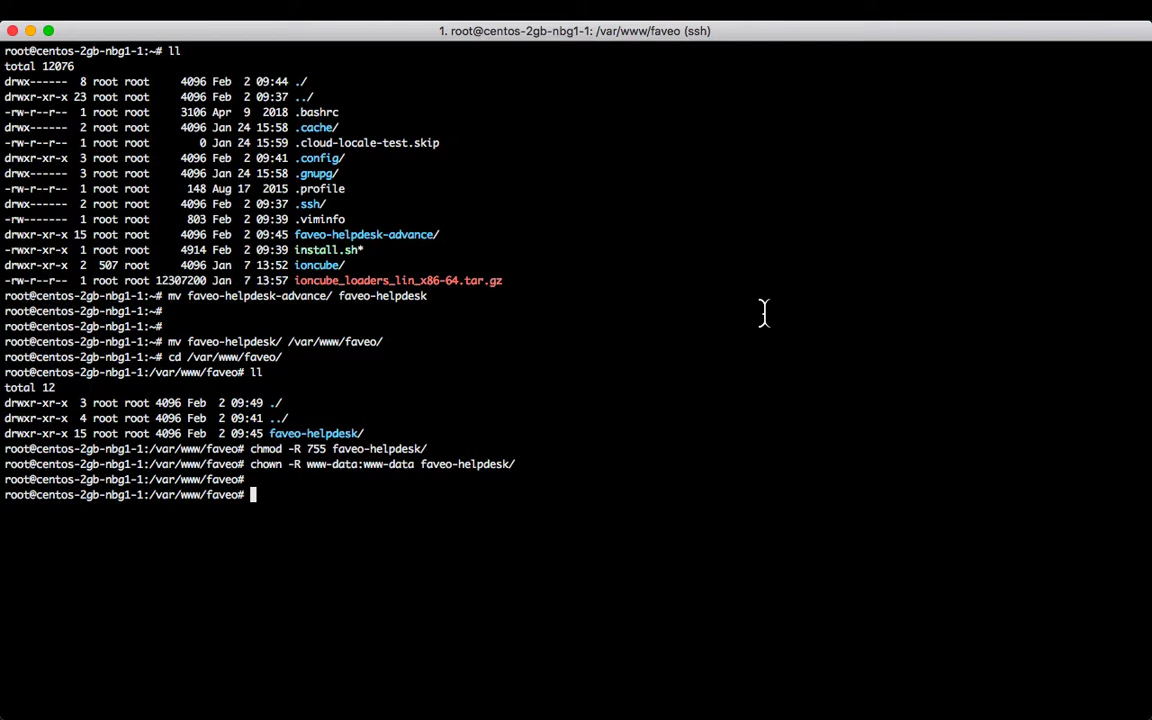 1. root@centos-2gb-nbg1-1: /var/www/faveo (ssh)
root@centos-2gb-nbg1-1:~# ll
total 12076
drwx------  8 root root     4096 Feb  2 09:44 ./
drwxr-xr-x 23 root root     4096 Feb  2 09:37 ../
-rw-r--r--  1 root root     3106 Apr  9  2018 .bashrc
drwx------  2 root root     4096 Jan 24 15:58 .cache/
-rw-r--r--  1 root root        0 Jan 24 15:59 .cloud-locale-test.skip
drwxr-xr-x  3 root root     4096 Feb  2 09:41 .config/
drwx------  3 root root     4096 Jan 24 15:58 .gnupg/
-rw-r--r--  1 root root      148 Aug 17  2015 .profile
drwx------  2 root root     4096 Feb  2 09:37 .ssh/
-rw-------  1 root root      803 Feb  2 09:39 .viminfo
drwxr-xr-x 15 root root     4096 Feb  2 09:45 faveo-helpdesk-advance/
-rwxr-xr-x  1 root root     4914 Feb  2 09:39 install.sh*
drwxr-xr-x  2  507 root     4096 Jan  7 13:52 ioncube/
-rw-r--r--  1 root root 12307200 Jan  7 13:57 ioncube_loaders_lin_x86-64.tar.gz
root@centos-2gb-nbg1-1:~# mv faveo-helpdesk-advance/ faveo-helpdesk
root@centos-2gb-nbg1-1:~#
root@centos-2gb-nbg1-1:~#
root@centos-2gb-nbg1-1:~# mv faveo-helpdesk/ /var/www/faveo/
root@centos-2gb-nbg1-1:~# cd /var/www/faveo/
root@centos-2gb-nbg1-1:/var/www/faveo# ll
total 12
drwxr-xr-x  3 root root 4096 Feb  2 09:49 ./
drwxr-xr-x  4 root root 4096 Feb  2 09:41 ../
drwxr-xr-x 15 root root 4096 Feb  2 09:45 faveo-helpdesk/
root@centos-2gb-nbg1-1:/var/www/faveo# chmod -R 755 faveo-helpdesk/
root@centos-2gb-nbg1-1:/var/www/faveo# chown -R www-data:www-data faveo-helpdesk/
root@centos-2gb-nbg1-1:/var/www/faveo#
root@centos-2gb-nbg1-1:/var/www/faveo#